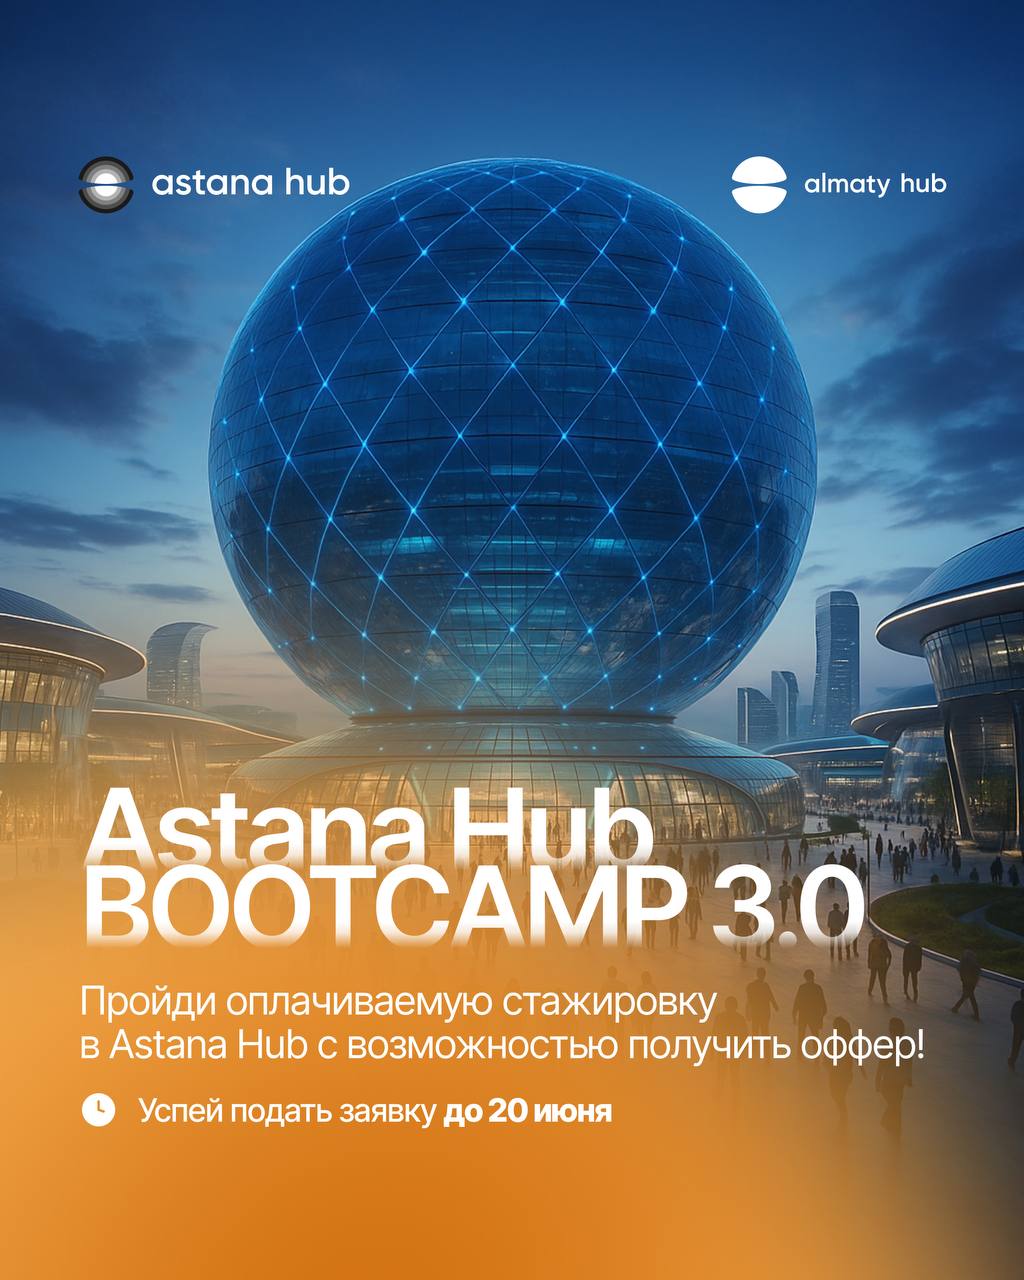 astana hub
almaty hub
Astana Hub
BOOTCAMP 3.0
Пройди оплачиваемую стажировку
в Astana Hub с возможностью получить оффер!
Успей подать заявку до 20 июня